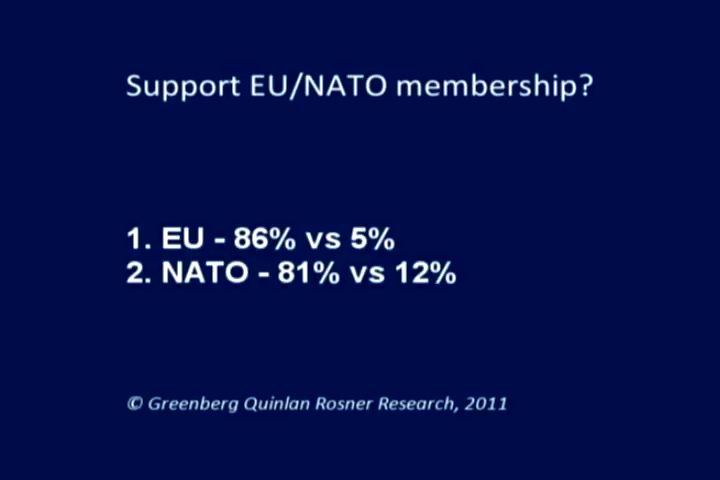 Support EU/NATO membership?
1. EU - 86% vs 5%
2. NATO - 81% vs 12%
© Greenberg Quinlan Rosner Research, 2011